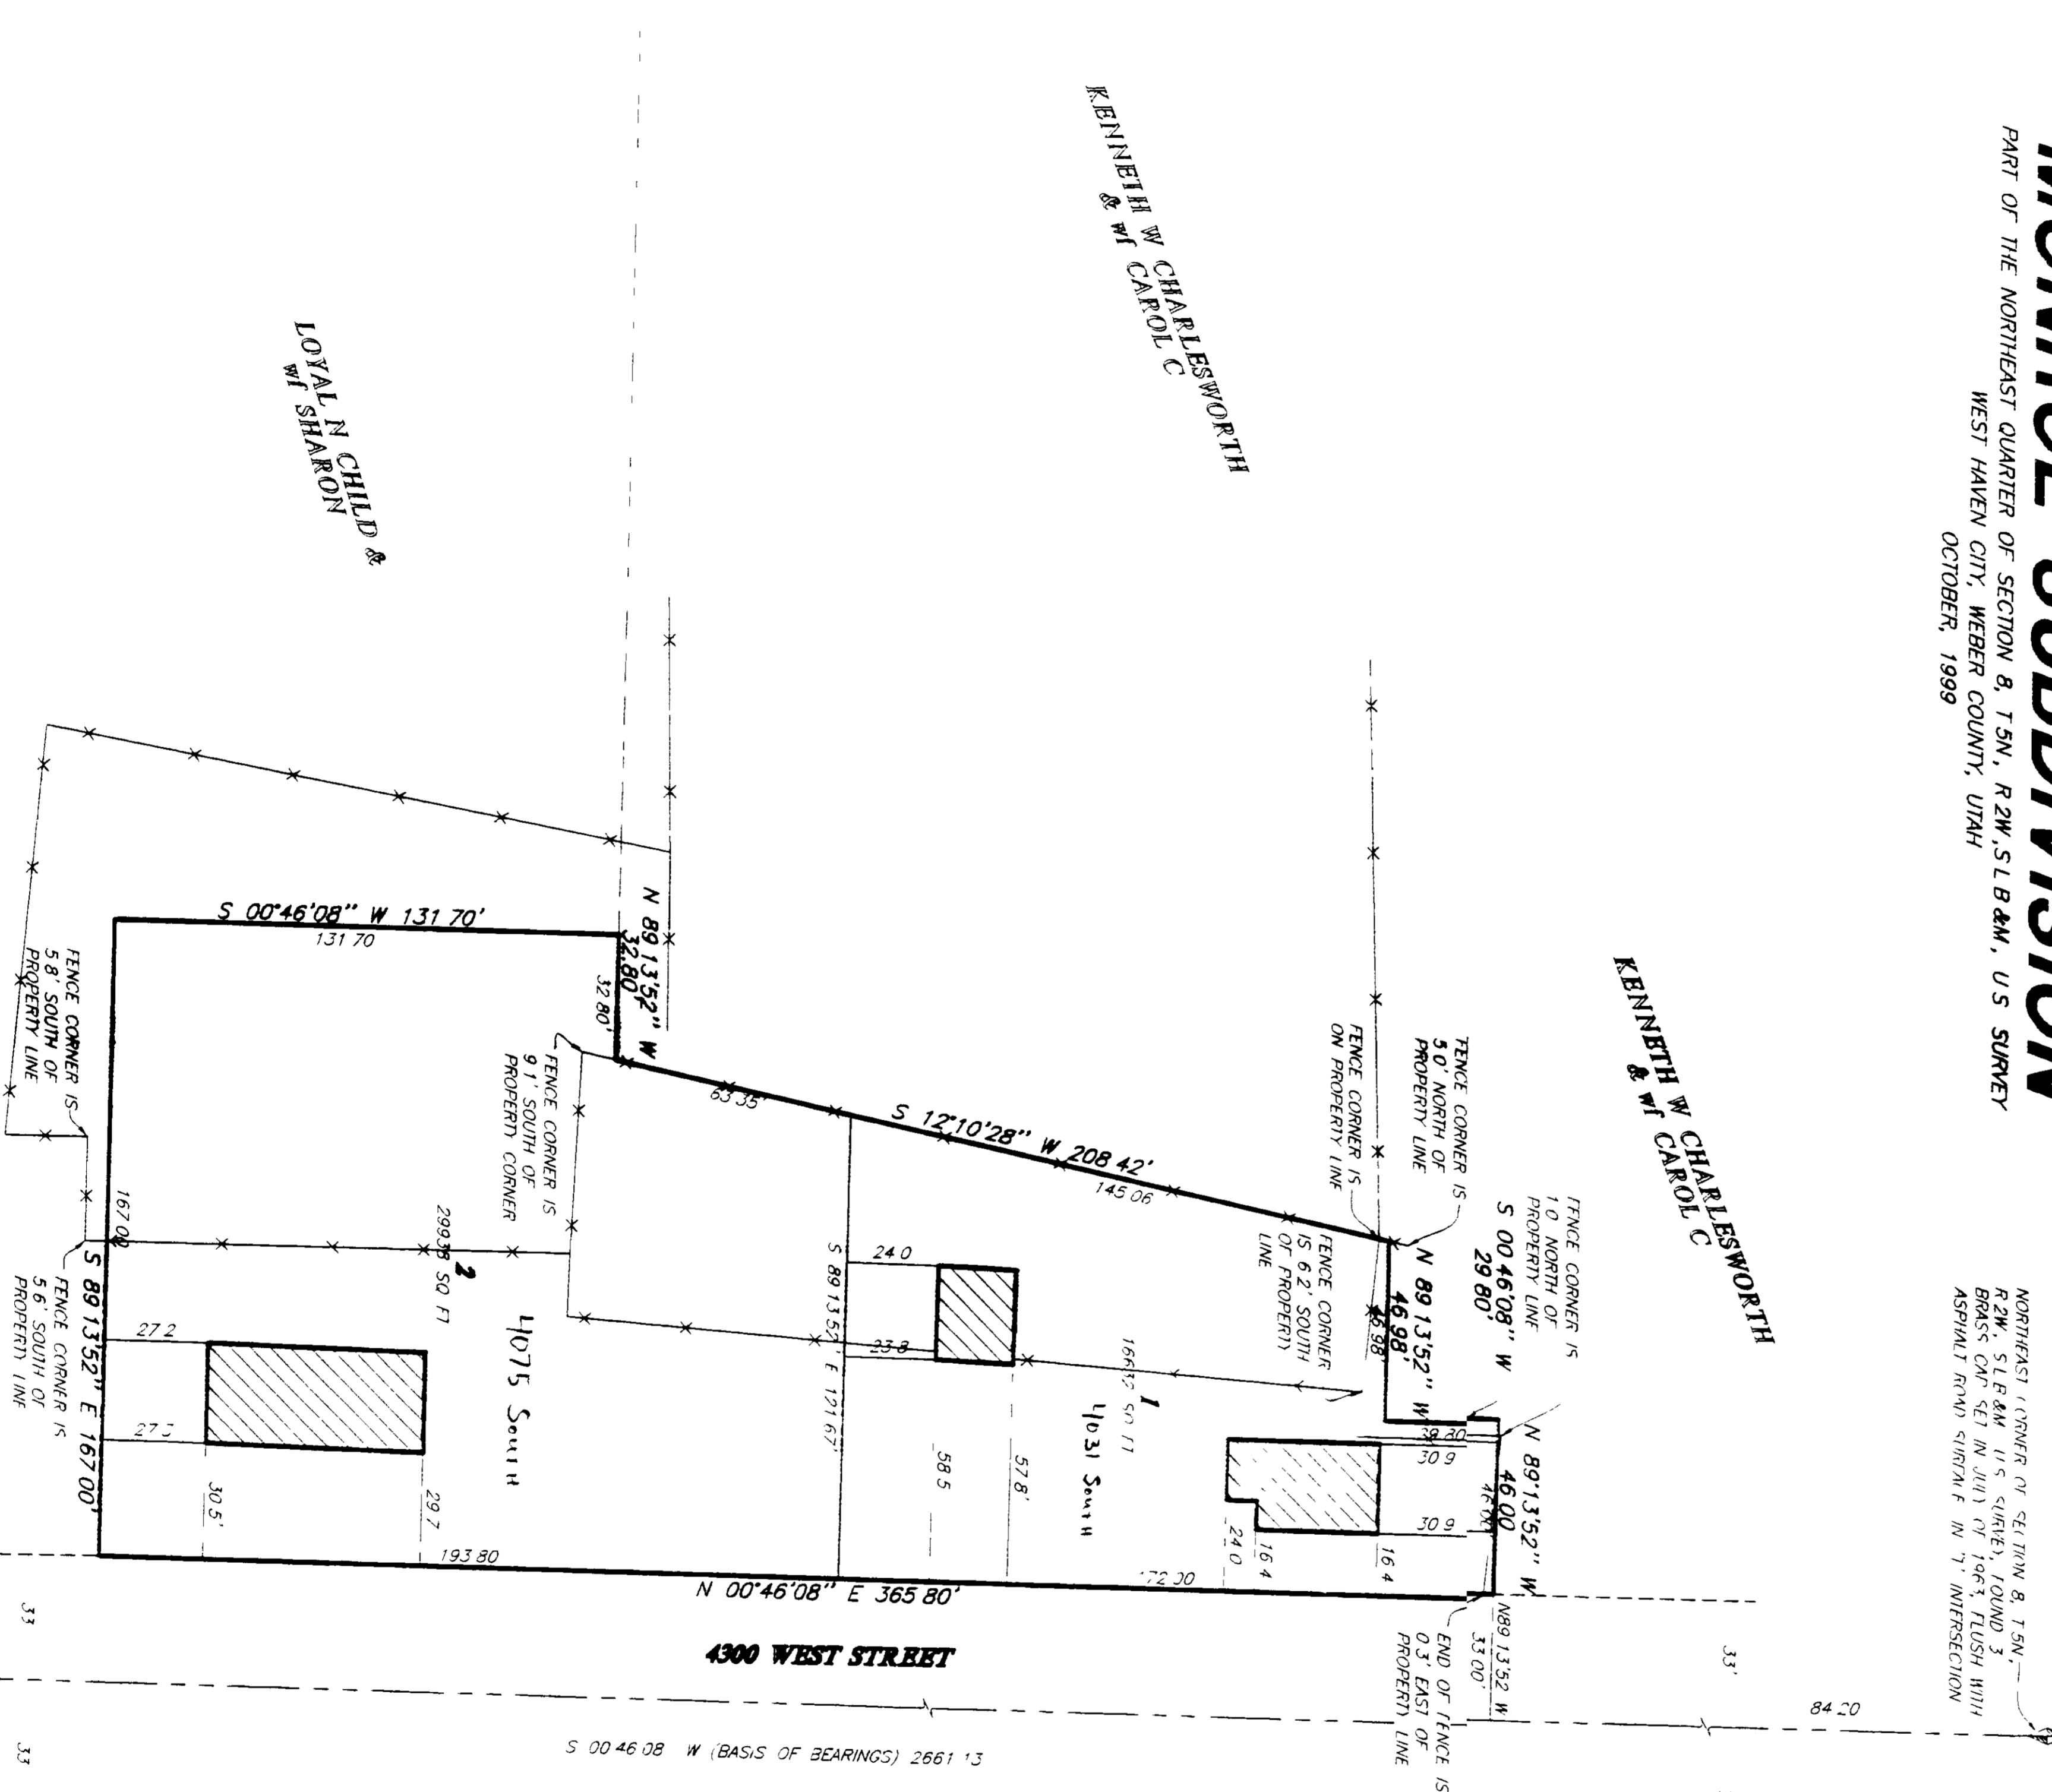 SUBDIVISION
PART OF THE NORTHEAST QUARTER OF SECTION 8, T5N, R2W, SLB&M, US SURVEY
WEST HAVEN CITY, WEBER COUNTY, UTAH
OCTOBER, 1999
NORTHEAST CORNER OF SECTION 8, T5N,
R2W, SLB&M US SURVEY, FOUND 3
BRASS CAP SET IN JULY OF 1963, FLUSH WITH
ASPHALT ROAD SURFACE IN 'T' INTERSECTION
KENNETH W CHARLESWORTH
& wf CAROL C
KENNETH W CHARLESWORTH
& wf CAROL C
LOYAL N CHILD &
wf SHARON
FENCE CORNER IS
1 0 NORTH OF
PROPERTY LINE
S 00 46'08" W
29 80'
FENCE CORNER IS
5 0' NORTH OF
PROPERTY LINE
FENCE CORNER IS
ON PROPERTY LINE
N 89 13'52" W
46 98'
46 98'
N 89°13'52" W
46 00
46 00'
30 9
30 9
16 4
16 4
24 0
FENCE CORNER
IS 6 2' SOUTH
OF PROPERTY
LINE
S 12°10'28" W 208 42'
145 06
63 35'
1
SQ FT
4031 South
57 8'
58 5
24 0
23 8
S 89 13 52' E 121 67'
N 89 13'52" W
32.80'
32 80'
S 00°46'08" W 131 70'
131 70
FENCE CORNER IS
9 1' SOUTH OF
PROPERTY CORNER
2
29938 SQ FT
4075 South
FENCE CORNER IS
5 8' SOUTH OF
PROPERTY LINE
167 00
S 89 13'52" E 167 00'
FENCE CORNER IS
5 6' SOUTH OF
PROPERTY LINE
27 2
30 5'
29 7
193 80
N 00°46'08" E 365 80'
END OF FENCE IS
0 3' EAST OF
PROPERTY LINE
N89 13'52 W
33 00'
33'
84 20
4300 WEST STREET
33
33
S 00 46 08 W (BASIS OF BEARINGS) 2661 13